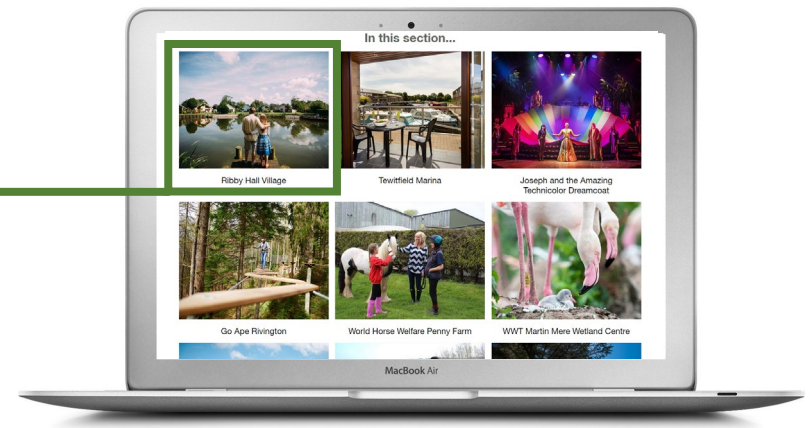 In this section...
Ribby Hall Village
Tewitfield Marina
Joseph and the Amazing
Technicolor Dreamcoat
Go Ape Rivington
World Horse Welfare Penny Farm
WWT Martin Mere Wetland Centre
MacBook Air